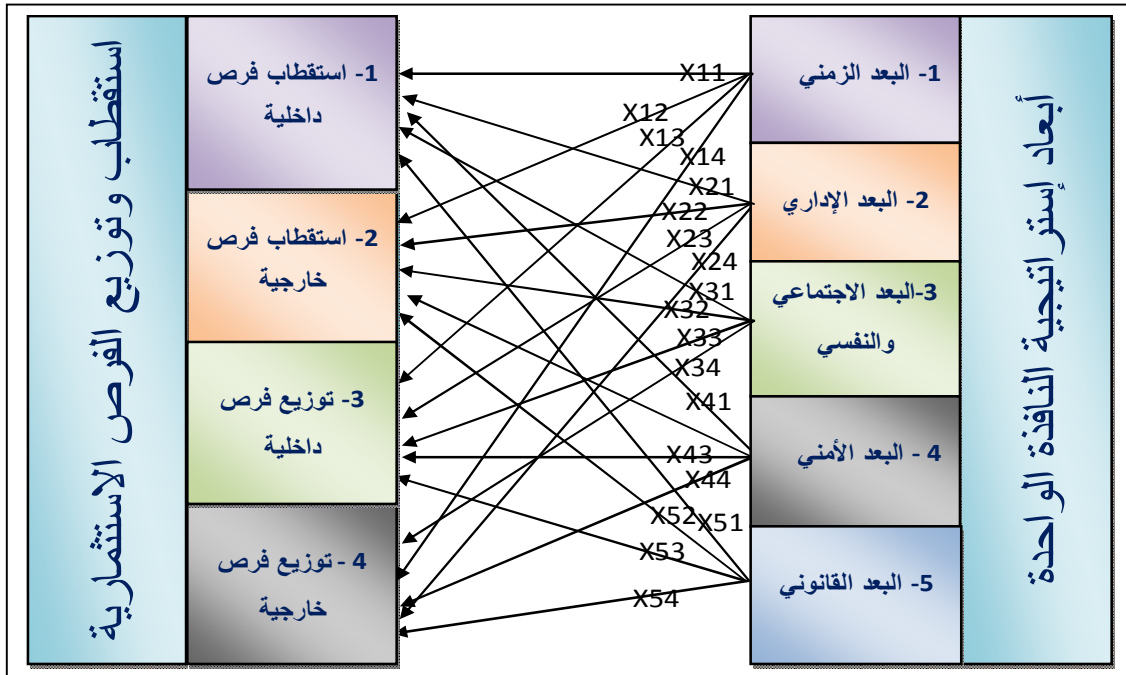 أبعاد إستراتيجية النافذة الواحدة
1- البعد الزمني
2- البعد الإداري
3-البعد الاجتماعي
والنفسي
4 - البعد الأمني
5- البعد القانوني
X11
X12
X13
X14
X21
X22
X23
X24
X31
X32
X33
X34
X41
X43
X44
X52
X51
X53
X54
1- استقطاب فرص
داخلية
2- استقطاب فرص
خارجية
3- توزيع فرص
داخلية
4 - توزيع فرص
خارجية
استقطاب وتوزيع الفرص الاستثمارية